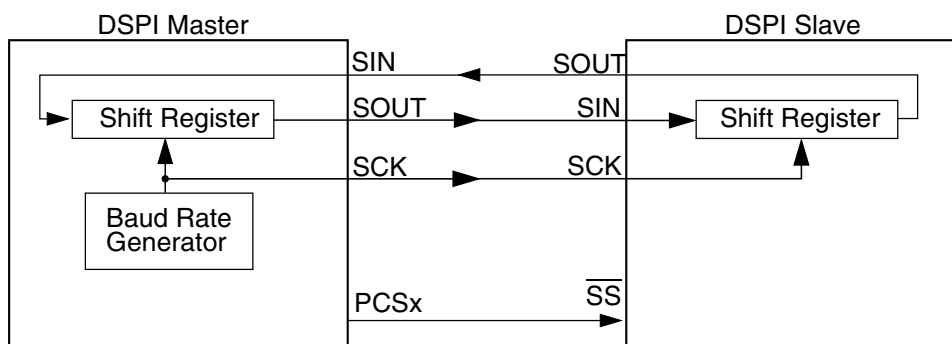 DSPI Master
DSPI Slave
SIN
SOUT
Shift Register
SOUT
SIN
Shift Register
SCK
SCK
Baud Rate
Generator
PCSx
SS